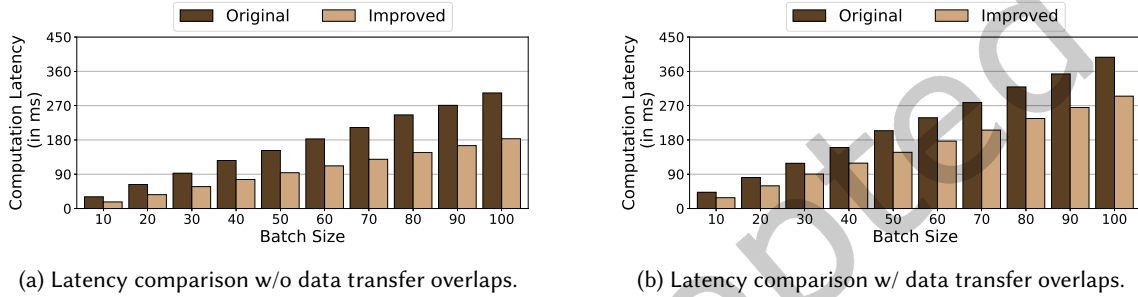 Original Improved
450
360
270
180
90
0
Computation Latency
(in ms)
10 20 30 40 50 60 70 80 90 100
Batch Size
(a) Latency comparison w/o data transfer overlaps.
Original Improved
450
360
270
180
90
0
Computation Latency
(in ms)
10 20 30 40 50 60 70 80 90 100
Batch Size
(b) Latency comparison w/ data transfer overlaps.
pted